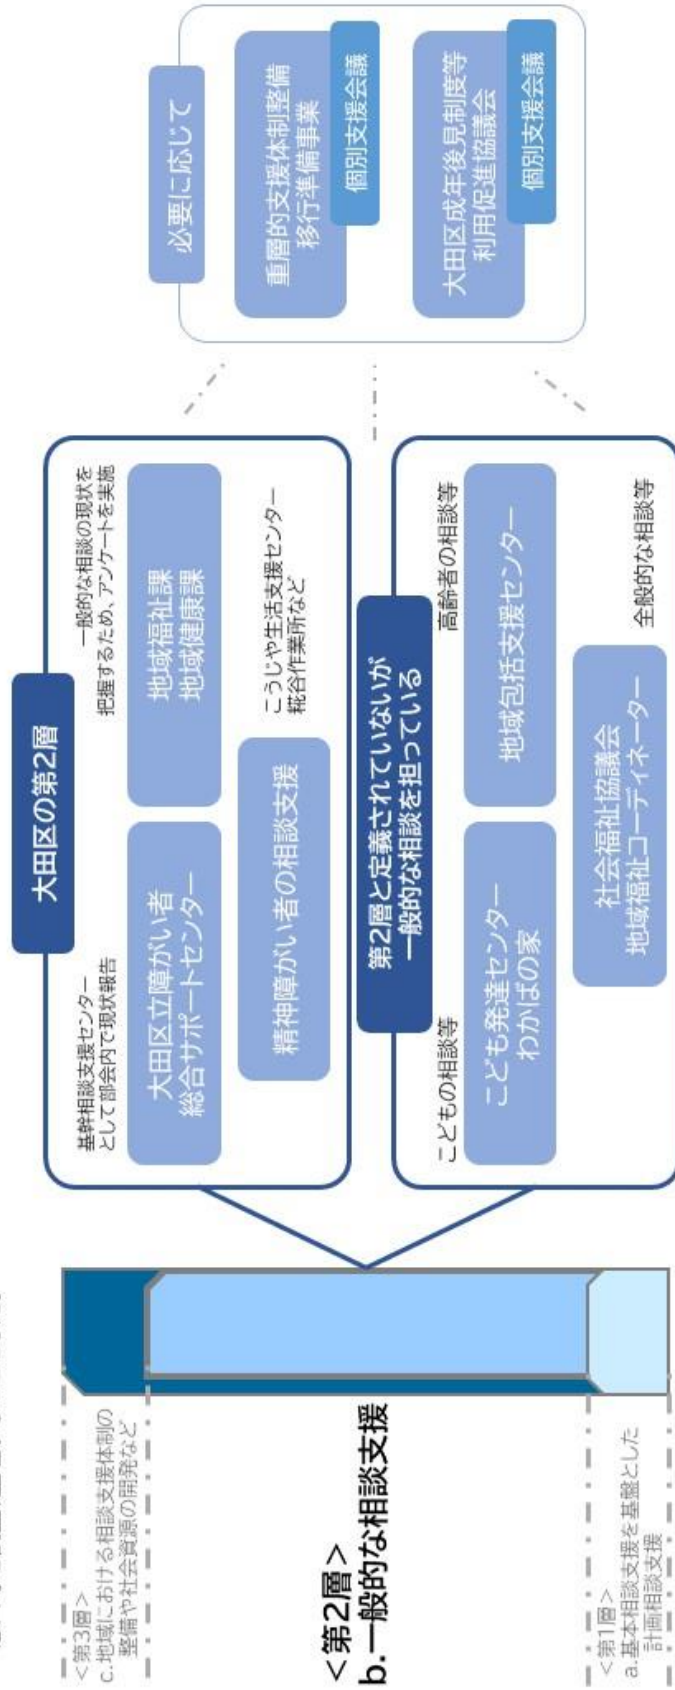 <第3層>
c.地域における相談支援体制の
整備や社会資源の開発など
<第2層>
b.一般的な相談支援
<第1層>
a.基本相談支援を基盤とした
計画相談支援
大田区の第2層
基幹相談支援センター
として部会内で現状報告
一般的な相談の現状を
把握するため、アンケートを実施
大田区立障がい者
総合サポートセンター
地域福祉課
地域健康課
精神障がい者の相談支援
こうじや生活支援センター
糀谷作業所など
第2層と定義されていないが
一般的な相談を担っている
こどもの相談等
高齢者の相談等
こども発達センター
わかばの家
地域包括支援センター
社会福祉協議会
地域福祉コーディネーター
全般的な相談等
必要に応じて
重層的支援体制整備
移行準備事業
個別支援会議
大田区成年後見制度等
利用促進協議会
個別支援会議